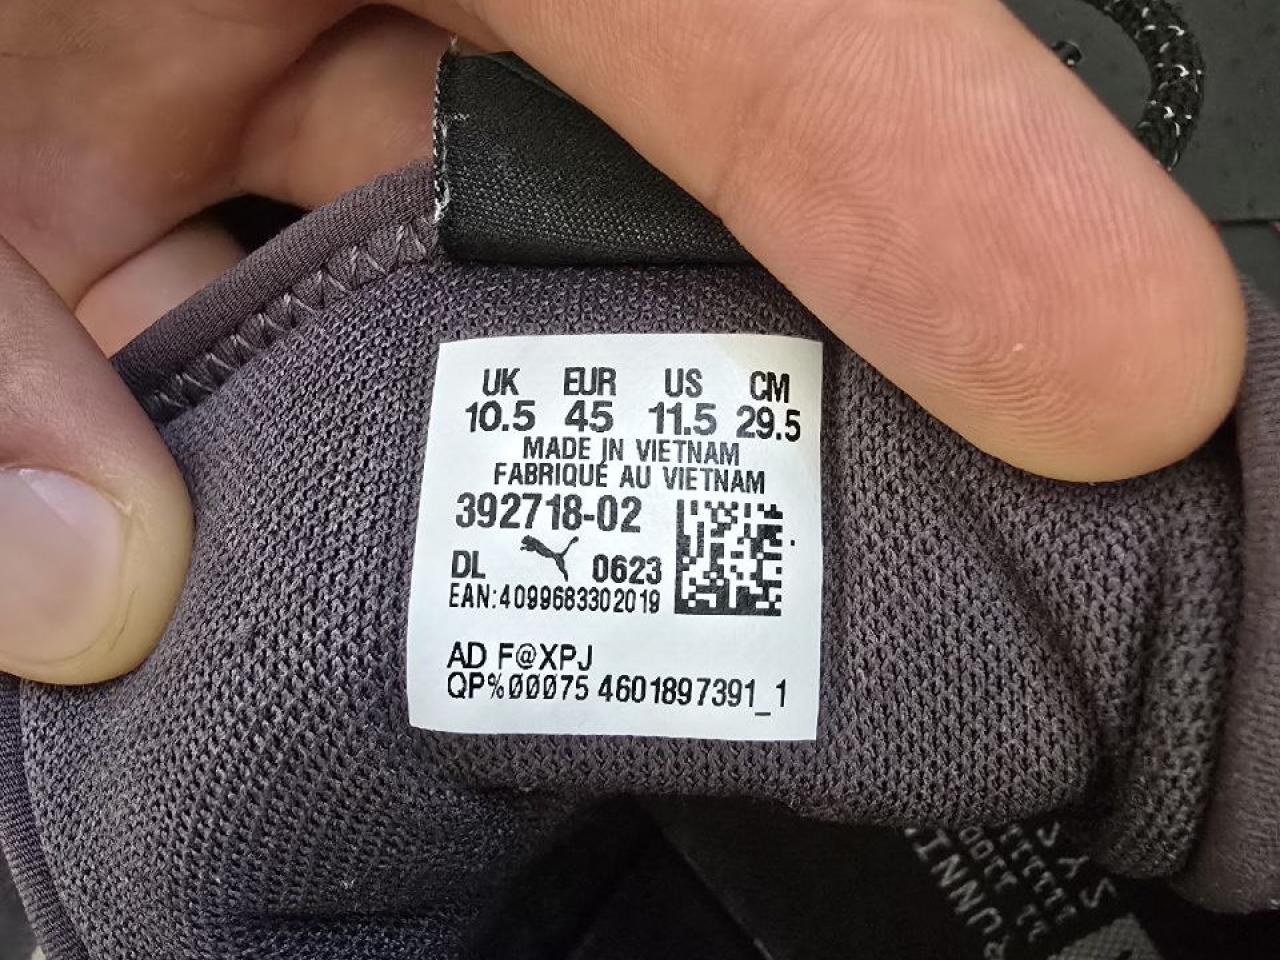 UK EUR US CM
10.5 45 11.5 29.5
MADE IN VIETNAM
FABRIQUÉ AU VIETNAM
392718-02
DL 0623
EAN:4099683302019
AD F@XPJ
QP%00075 4601897391_1